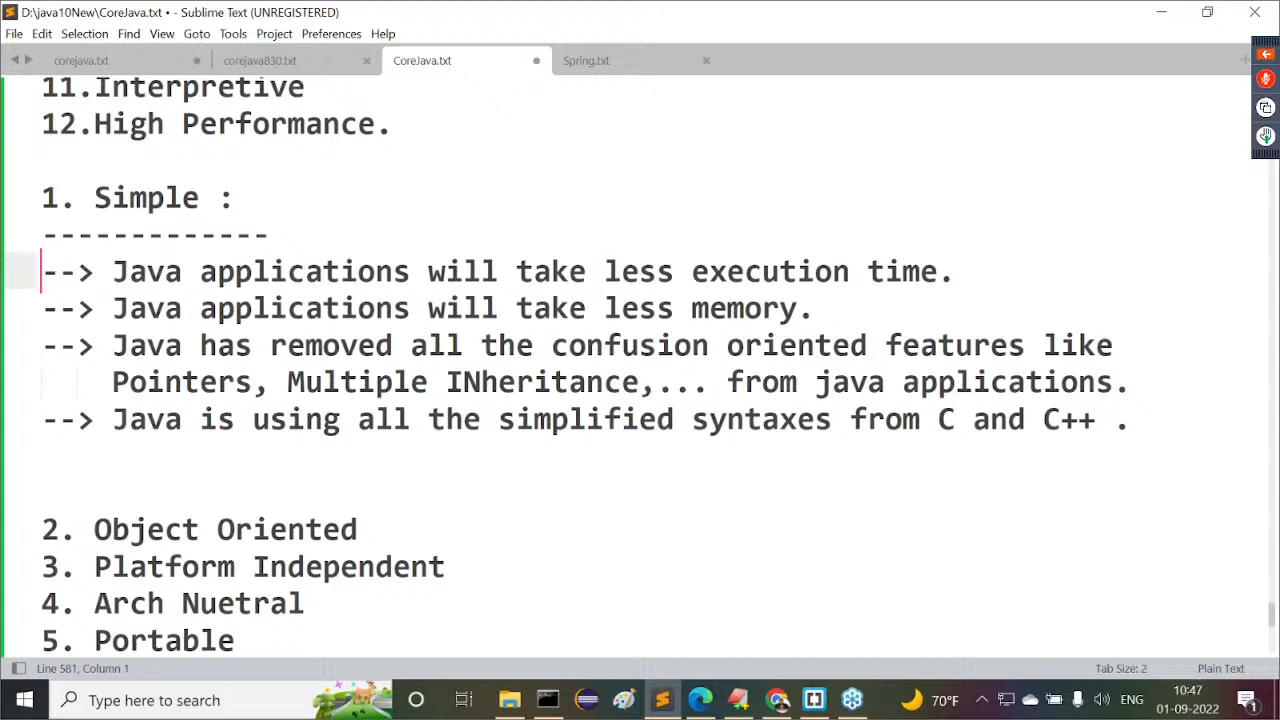 D:\java10New\CoreJava.txt • - Sublime Text (UNREGISTERED)
File Edit Selection Find View Goto Tools Project Preferences Help
corejava.txt corejava830.txt CoreJava.txt Spring.txt
11.Interpretive
12.High Performance.
1. Simple :
-------------
--> Java applications will take less execution time.
--> Java applications will take less memory.
--> Java has removed all the confusion oriented features like
Pointers, Multiple INheritance,... from java applications.
--> Java is using all the simplified syntaxes from C and C++ .
2. Object Oriented
3. Platform Independent
4. Arch Nuetral
5. Portable
Line 581, Column 1 Tab Size: 2 Plain Text
Type here to search 70°F ENG 10:47
01-09-2022 1